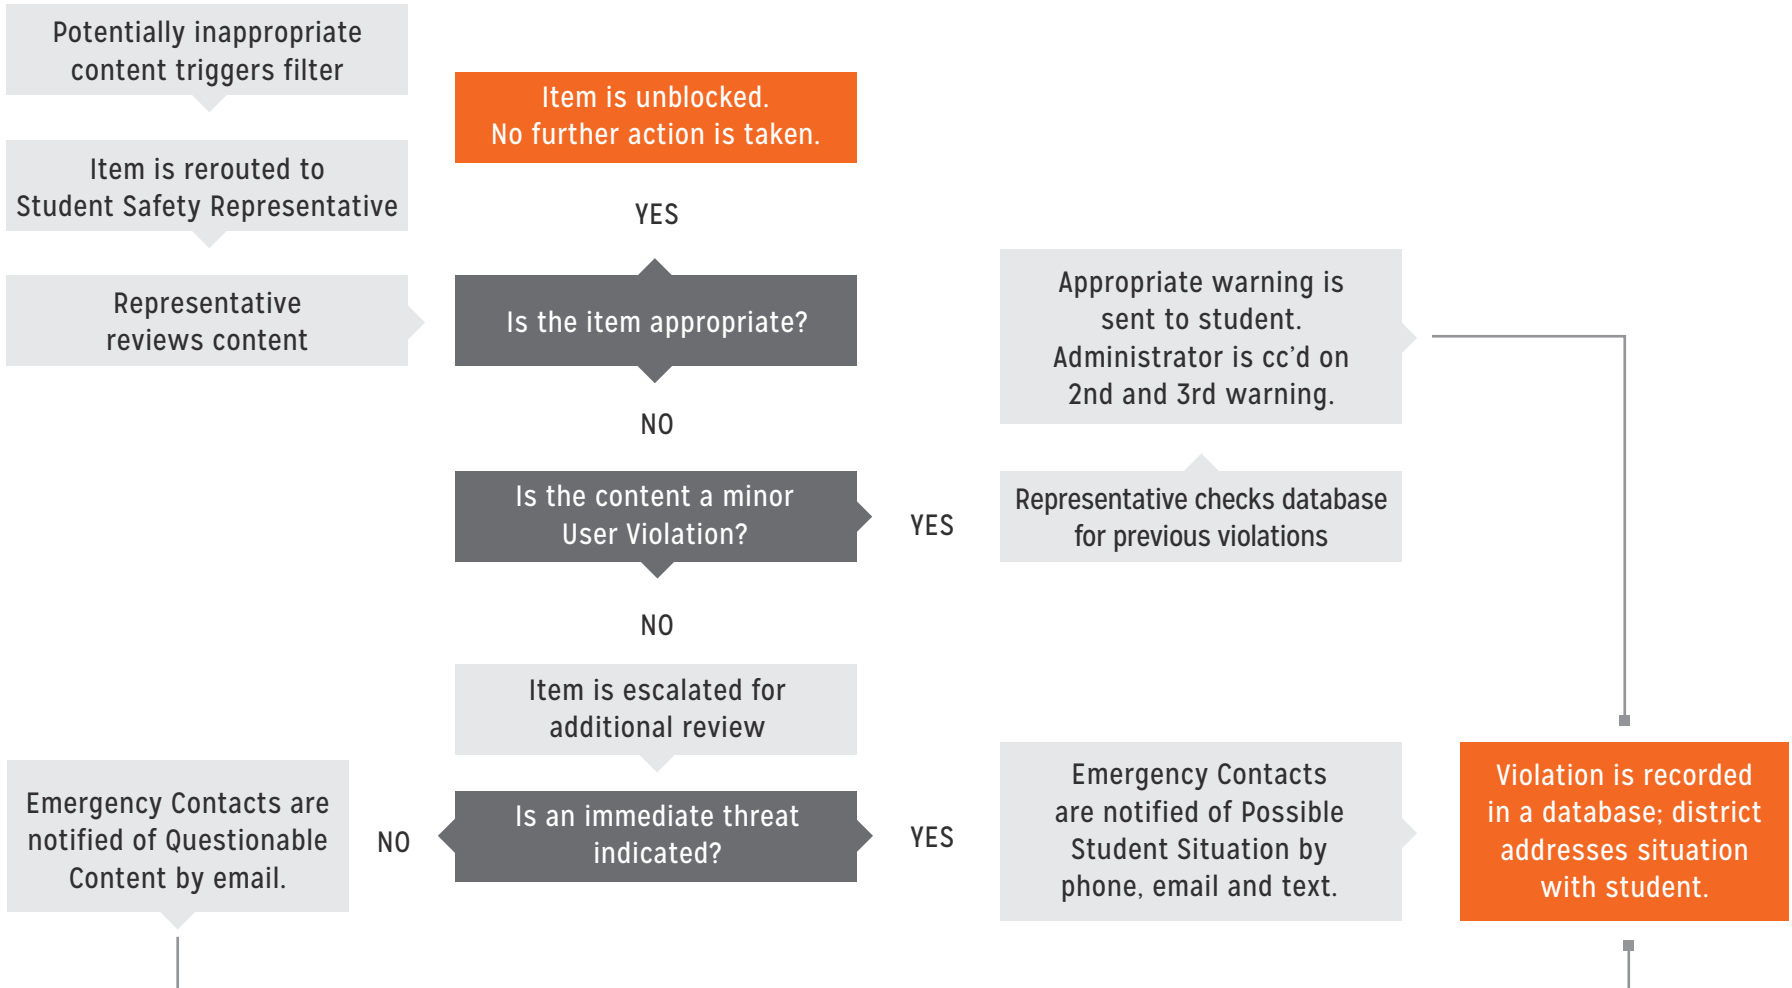 Potentially inappropriate
content triggers filter
Item is rerouted to
Student Safety Representative
Representative
reviews content
Item is unblocked.
No further action is taken.
YES
Is the item appropriate?
NO
Is the content a minor
User Violation?
YES
Representative checks database
for previous violations
Appropriate warning is
sent to student.
Administrator is cc’d on
2nd and 3rd warning.
NO
Item is escalated for
additional review
Is an immediate threat
indicated?
NO
Emergency Contacts are
notified of Questionable
Content by email.
YES
Emergency Contacts
are notified of Possible
Student Situation by
phone, email and text.
Violation is recorded
in a database; district
addresses situation
with student.